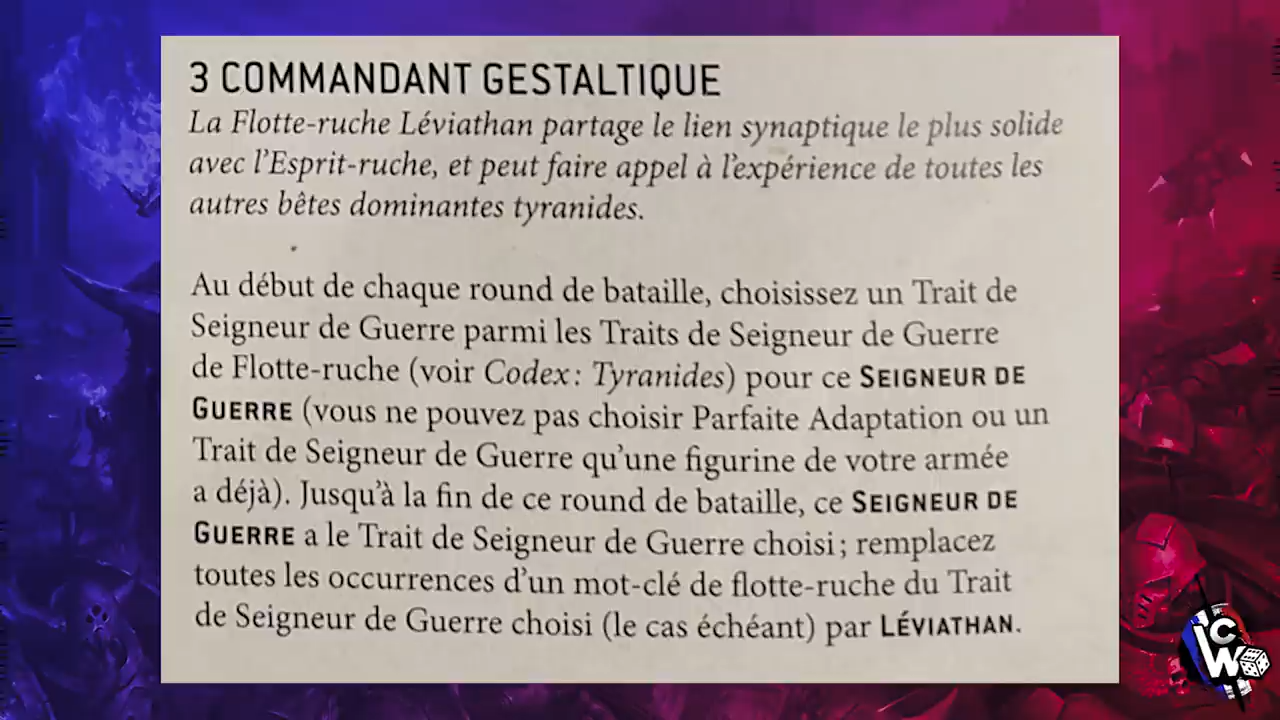 3 COMMANDANT GESTALTIQUE
La Flotte-ruche Léviathan partage le lien synaptique le plus solide
avec l'Esprit-ruche, et peut faire appel à l'expérience de toutes les
autres bêtes dominantes tyranides.
Au début de chaque round de bataille, choisissez un Trait de
Seigneur de Guerre parmi les Traits de Seigneur de Guerre
de Flotte-ruche (voir Codex : Tyranides) pour ce SEIGNEUR DE
GUERRE (vous ne pouvez pas choisir Parfaite Adaptation ou un
Trait de Seigneur de Guerre qu'une figurine de votre armée
a déjà). Jusqu'à la fin de ce round de bataille, ce SEIGNEUR DE
GUERRE a le Trait de Seigneur de Guerre choisi ; remplacez
toutes les occurrences d'un mot-clé de flotte-ruche du Trait
de Seigneur de Guerre choisi (le cas échéant) par LÉVIATHAN.
ICW